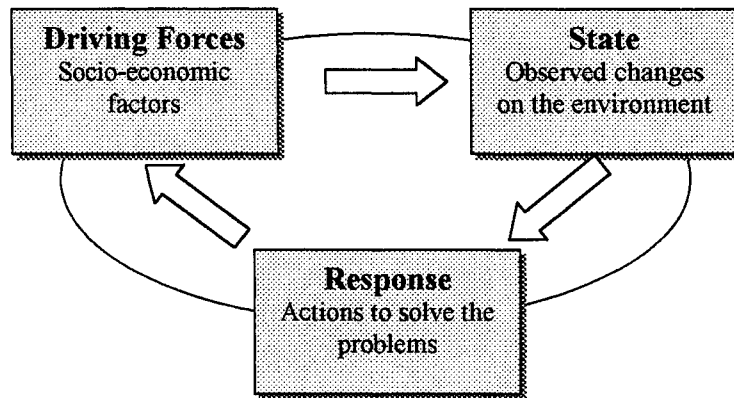 Driving Forces
Socio-economic
factors
State
Observed changes
on the environment
Response
Actions to solve the
problems